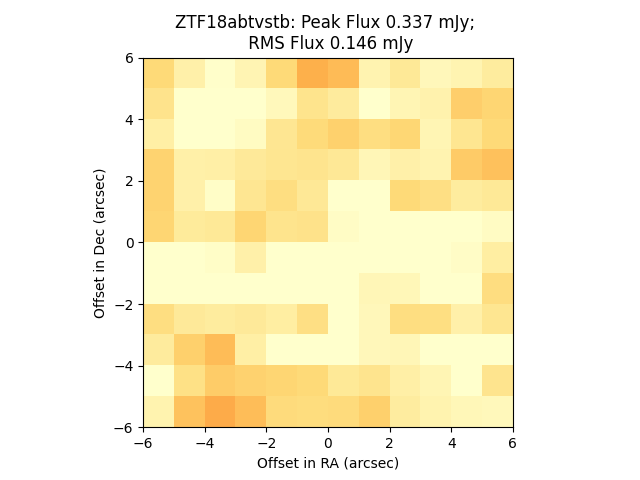 ZTF18abtvstb: Peak Flux 0.337 mJy;
RMS Flux 0.146 mJy
6
4
2
0
−2
−4
−6
Offset in Dec (arcsec)
−6 −4 −2 0 2 4 6
Offset in RA (arcsec)